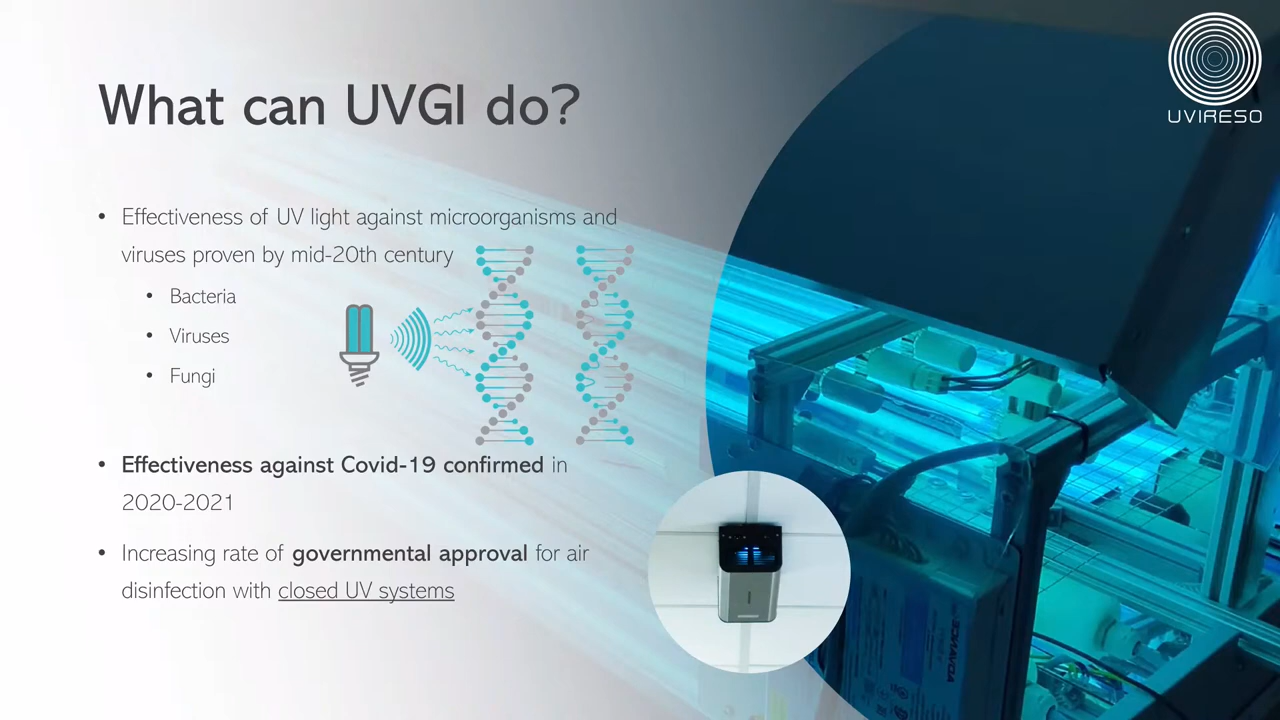 UVIRESO
What can UVGI do?
• Effectiveness of UV light against microorganisms and
viruses proven by mid-20th century
• Bacteria
• Viruses
• Fungi
• Effectiveness against Covid-19 confirmed in
2020-2021
• Increasing rate of governmental approval for air
disinfection with closed UV systems